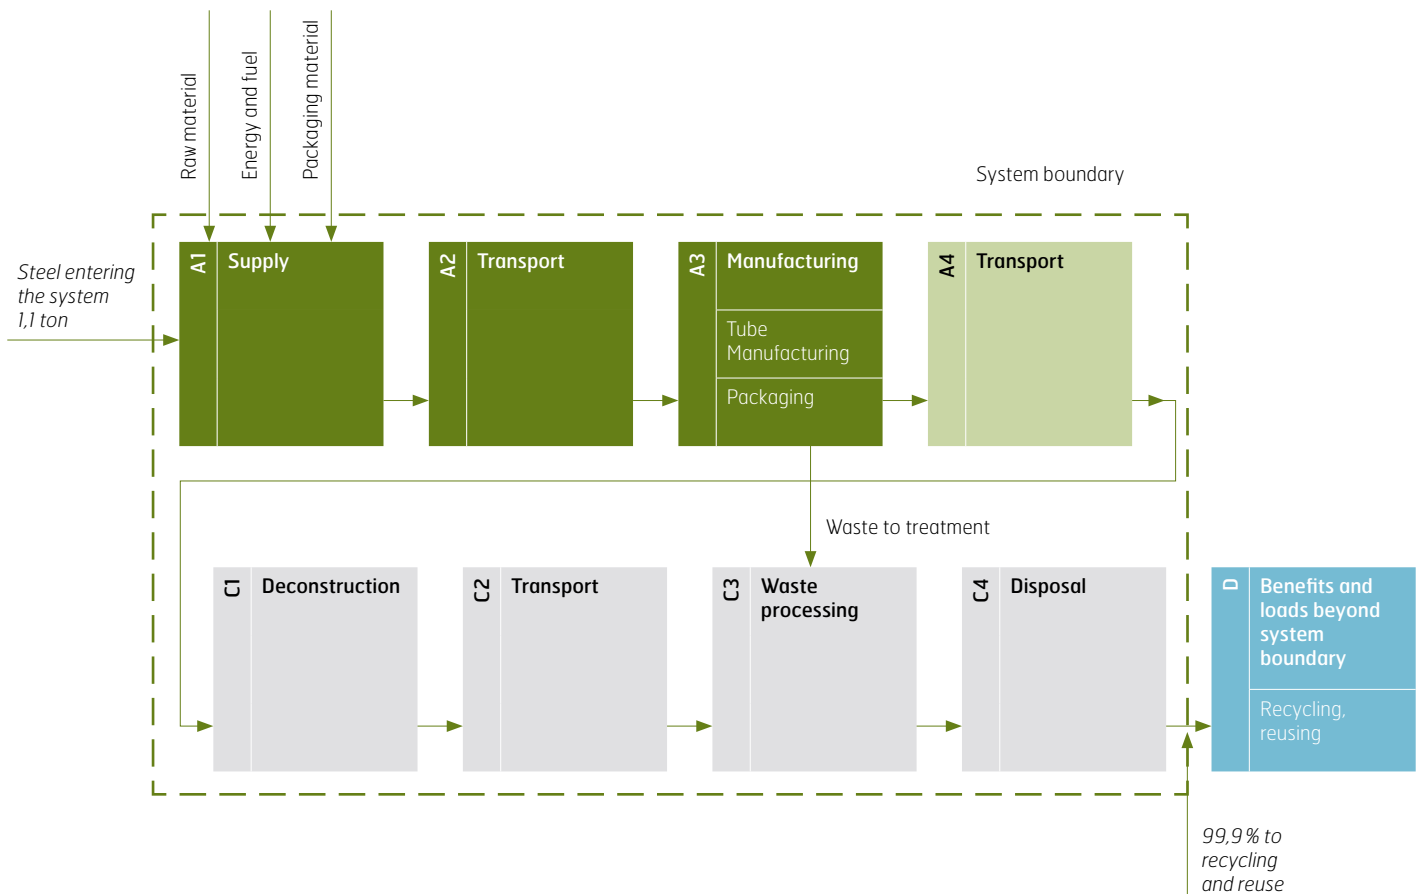 Raw material
Energy and fuel
Packaging material
System boundary
Steel entering
the system
1,1 ton
A1
Supply
A2
Transport
A3
Manufacturing
Tube
Manufacturing
Packaging
A4
Transport
Waste to treatment
C1
Deconstruction
C2
Transport
C3
Waste
processing
C4
Disposal
D
Benefits and
loads beyond
system
boundary
Recycling,
reusing
99,9 % to
recycling
and reuse